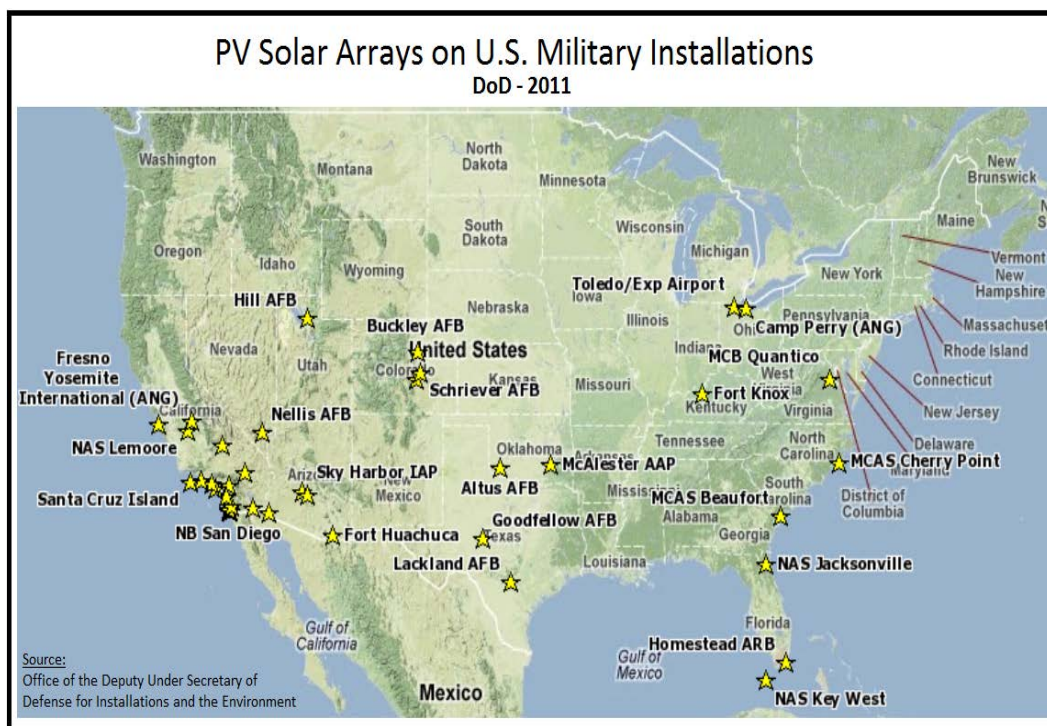 PV Solar Arrays on U.S. Military Installations
DoD - 2011
Washington
Montana
North
Dakota
Minnesota
New
Brunswick
Maine
Oregon
Idaho
Wyoming
South
Dakota
Wisconsin
Michigan
New York
Vermont
New
Hampshire
Massachuset
Rhode Island
Connecticut
New Jersey
Delaware
Maryland
District of
Columbia
Hill AFB
Nebraska
Iowa
Toledo/Exp Airport
Illinois
Indiana
Ohi
Pennsylvania
Camp Perry (ANG)
Buckley AFB
United States
Nevada
Utah
Colorado
Kansas
Schriever AFB
Missouri
MCB Quantico
West
Virginia
Virginia
Fort Knox
Kentucky
Fresno
Yosemite
International (ANG)
California
Nellis AFB
NAS Lemoore
Oklahoma
Arkansas
Tennessee
North
Carolina
MCAS Cherry Point
Arizo
Sky Harbor IAP
New
Mexico
McAlester AAP
Altus AFB
Mississippi
MCAS Beaufort
South
Carolina
Santa Cruz Island
NB San Diego
Fort Huachuca
Goodfellow AFB
Texas
Alabama
Georgia
Lackland AFB
Louisiana
NAS Jacksonville
Florida
Gulf of
California
Homestead ARB
Gulf of
Mexico
NAS Key West
Mexico
Source:
Office of the Deputy Under Secretary of
Defense for Installations and the Environment